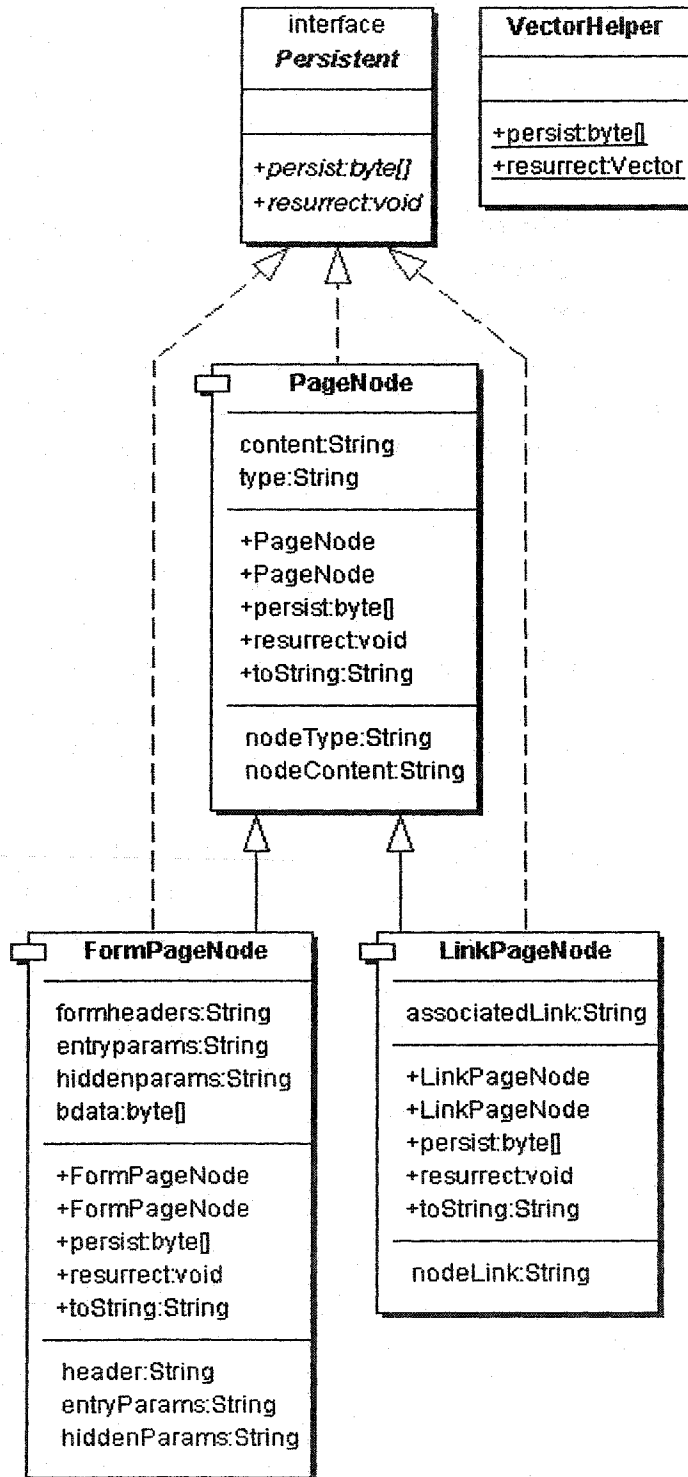 interface
Persistent
+persist:byte[]
+resurrect:void
VectorHelper
+persist:byte[]
+resurrect:Vector
PageNode
content:String
type:String
+PageNode
+PageNode
+persist:byte[]
+resurrect:void
+toString:String
nodeType:String
nodeContent:String
FormPageNode
formheaders:String
entryparams:String
hiddenparams:String
bdata:byte[]
+FormPageNode
+FormPageNode
+persist:byte[]
+resurrect:void
+toString:String
header:String
entryParams:String
hiddenParams:String
LinkPageNode
associatedLink:String
+LinkPageNode
+LinkPageNode
+persist:byte[]
+resurrect:void
+toString:String
nodeLink:String